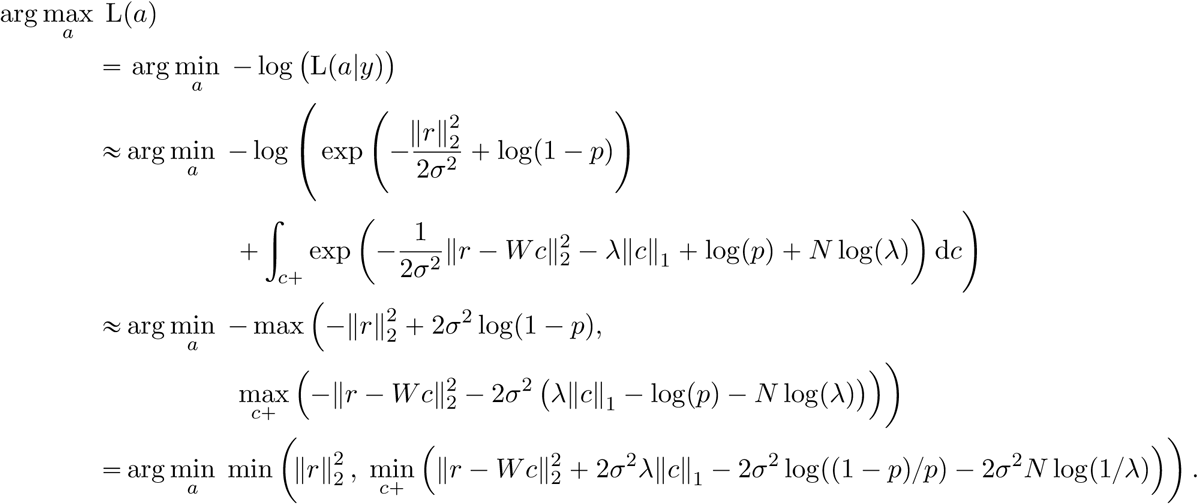 arg max_a L(a)
= arg min_a − log (L(a|y))
≈ arg min_a − log ( exp ( −‖r‖₂² / 2σ² + log(1 − p) )
+ ∫_{c+} exp ( −1/2σ² ‖r − Wc‖₂² − λ‖c‖₁ + log(p) + N log(λ) ) dc )
≈ arg min_a − max ( −‖r‖₂² + 2σ² log(1 − p),
max_{c+} ( −‖r − Wc‖₂² − 2σ² (λ‖c‖₁ − log(p) − N log(λ)) ) )
= arg min_a min ( ‖r‖₂² , min_{c+} ( ‖r − Wc‖₂² + 2σ²λ‖c‖₁ − 2σ² log((1 − p)/p) − 2σ²N log(1/λ) ) ) .